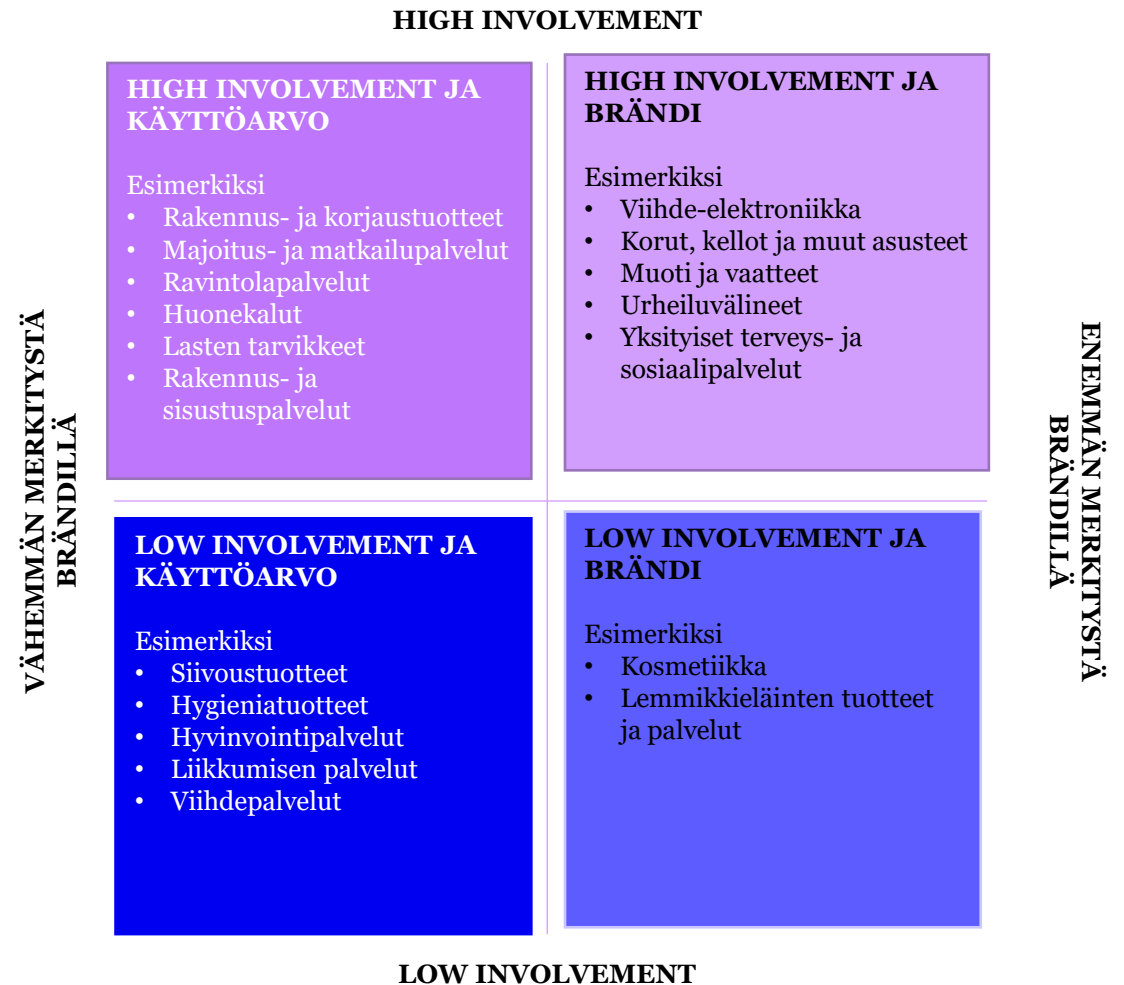 HIGH INVOLVEMENT
HIGH INVOLVEMENT JA
KÄYTTÖARVO
Esimerkiksi
• Rakennus- ja korjaustuotteet
• Majoitus- ja matkailupalvelut
• Ravintolapalvelut
• Huonekalut
• Lasten tarvikkeet
• Rakennus- ja
sisustuspalvelut
HIGH INVOLVEMENT JA
BRÄNDI
Esimerkiksi
• Viihde-elektroniikka
• Korut, kellot ja muut asusteet
• Muoti ja vaatteet
• Urheiluvälineet
• Yksityiset terveys- ja
sosiaalipalvelut
VÄHEMMÄN MERKITYSTÄ
BRÄNDILLÄ
ENEMMÄN MERKITYSTÄ
BRÄNDILLÄ
LOW INVOLVEMENT JA
KÄYTTÖARVO
Esimerkiksi
• Siivoustuotteet
• Hygieniatuotteet
• Hyvinvointipalvelut
• Liikkumisen palvelut
• Viihdepalvelut
LOW INVOLVEMENT JA
BRÄNDI
Esimerkiksi
• Kosmetiikka
• Lemmikkieläinten tuotteet
ja palvelut
LOW INVOLVEMENT